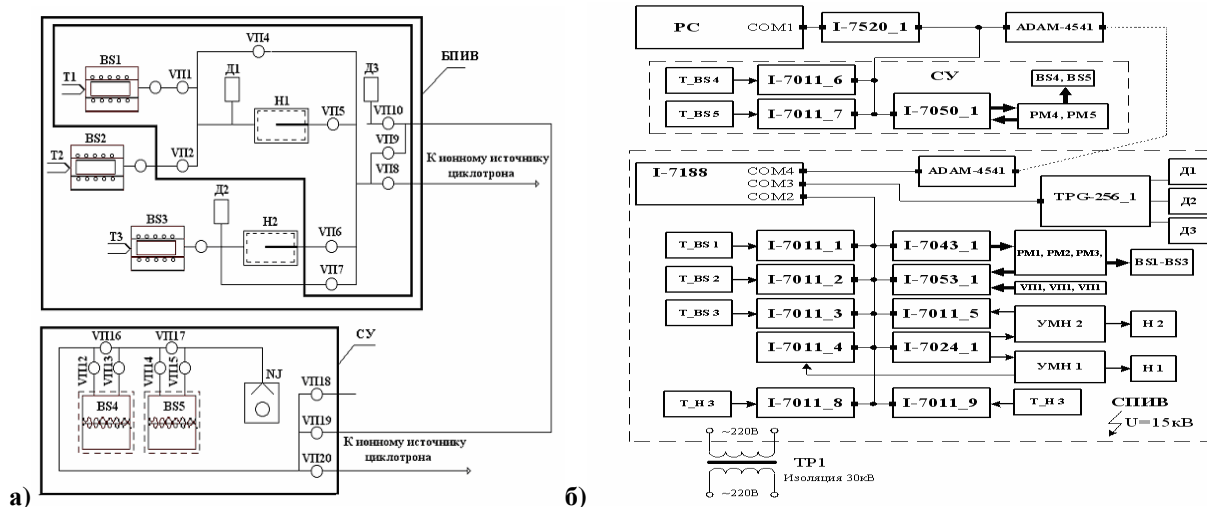 VП4
BS1
Д1
Д3
БПИВ
T1
VП1
H1
VП5
VП10
BS2
VП9
T2
VП2
VП8
К ионному источнику
циклотрона
Д2
BS3
T3
H2
VП6
VП7
VП16
VП17
СУ
VП12
VП13
VП14
VП15
NJ
VП18
BS4
BS5
VП19
К ионному источнику
циклотрона
VП20
а)
PC
COM1
I-7520_1
ADAM-4541
T_BS4
I-7011_6
СУ
BS4, BS5
T_BS5
I-7011_7
I-7050_1
PM4, PM5
I-7188
COM4
COM3
COM2
ADAM-4541
TPG-256_1
Д1
Д2
Д3
T_BS 1
I-7011_1
I-7043_1
PM1, PM2, PM3,
BS1-BS3
T_BS 2
I-7011_2
I-7053_1
VП1, VП1, VП1
T_BS 3
I-7011_3
I-7011_5
УМН 2
H 2
I-7011_4
I-7024_1
УМН 1
H 1
T_H 3
I-7011_8
I-7011_9
T_H 3
СПИВ
U=15кВ
~220В
TP1
Изоляция 30кВ
~220В
б)